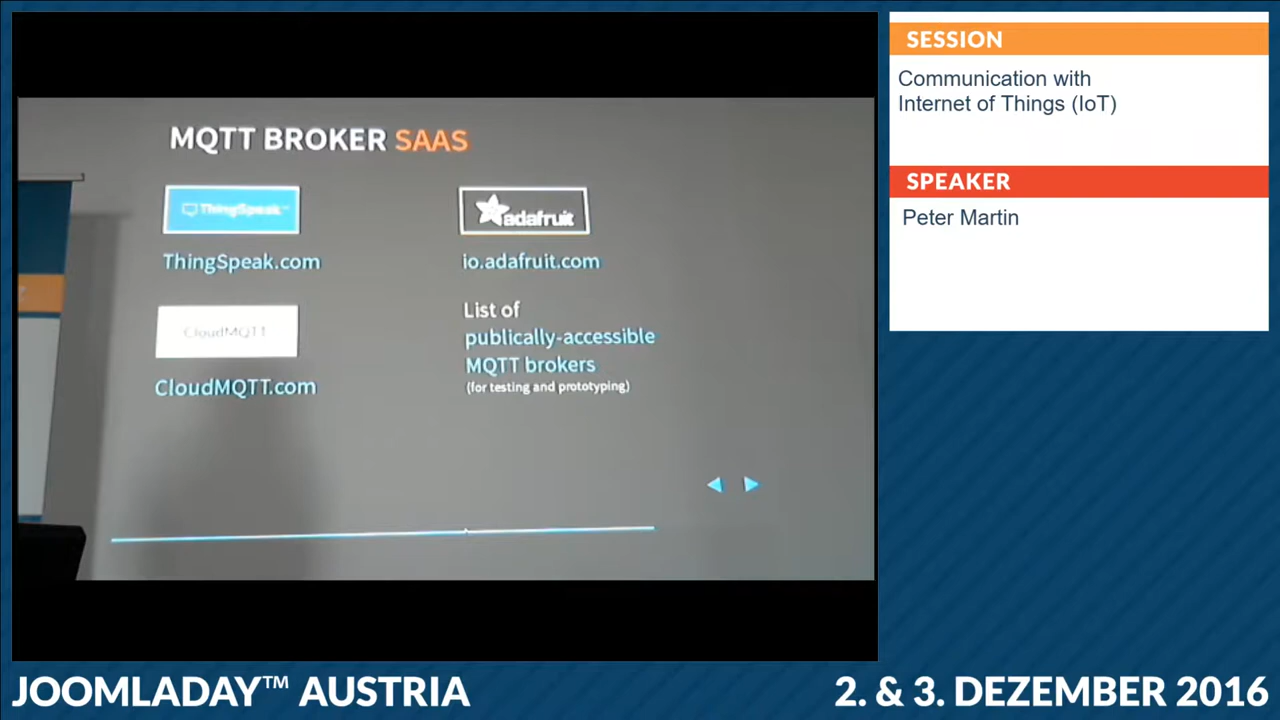 MQTT BROKER SAAS
ThingSpeak™
adafruit
ThingSpeak.com
io.adafruit.com
CloudMQTT
CloudMQTT.com
List of
publically-accessible
MQTT brokers
(for testing and prototyping)
SESSION
Communication with
Internet of Things (IoT)
SPEAKER
Peter Martin
JOOMLADAY™ AUSTRIA
2. & 3. DEZEMBER 2016